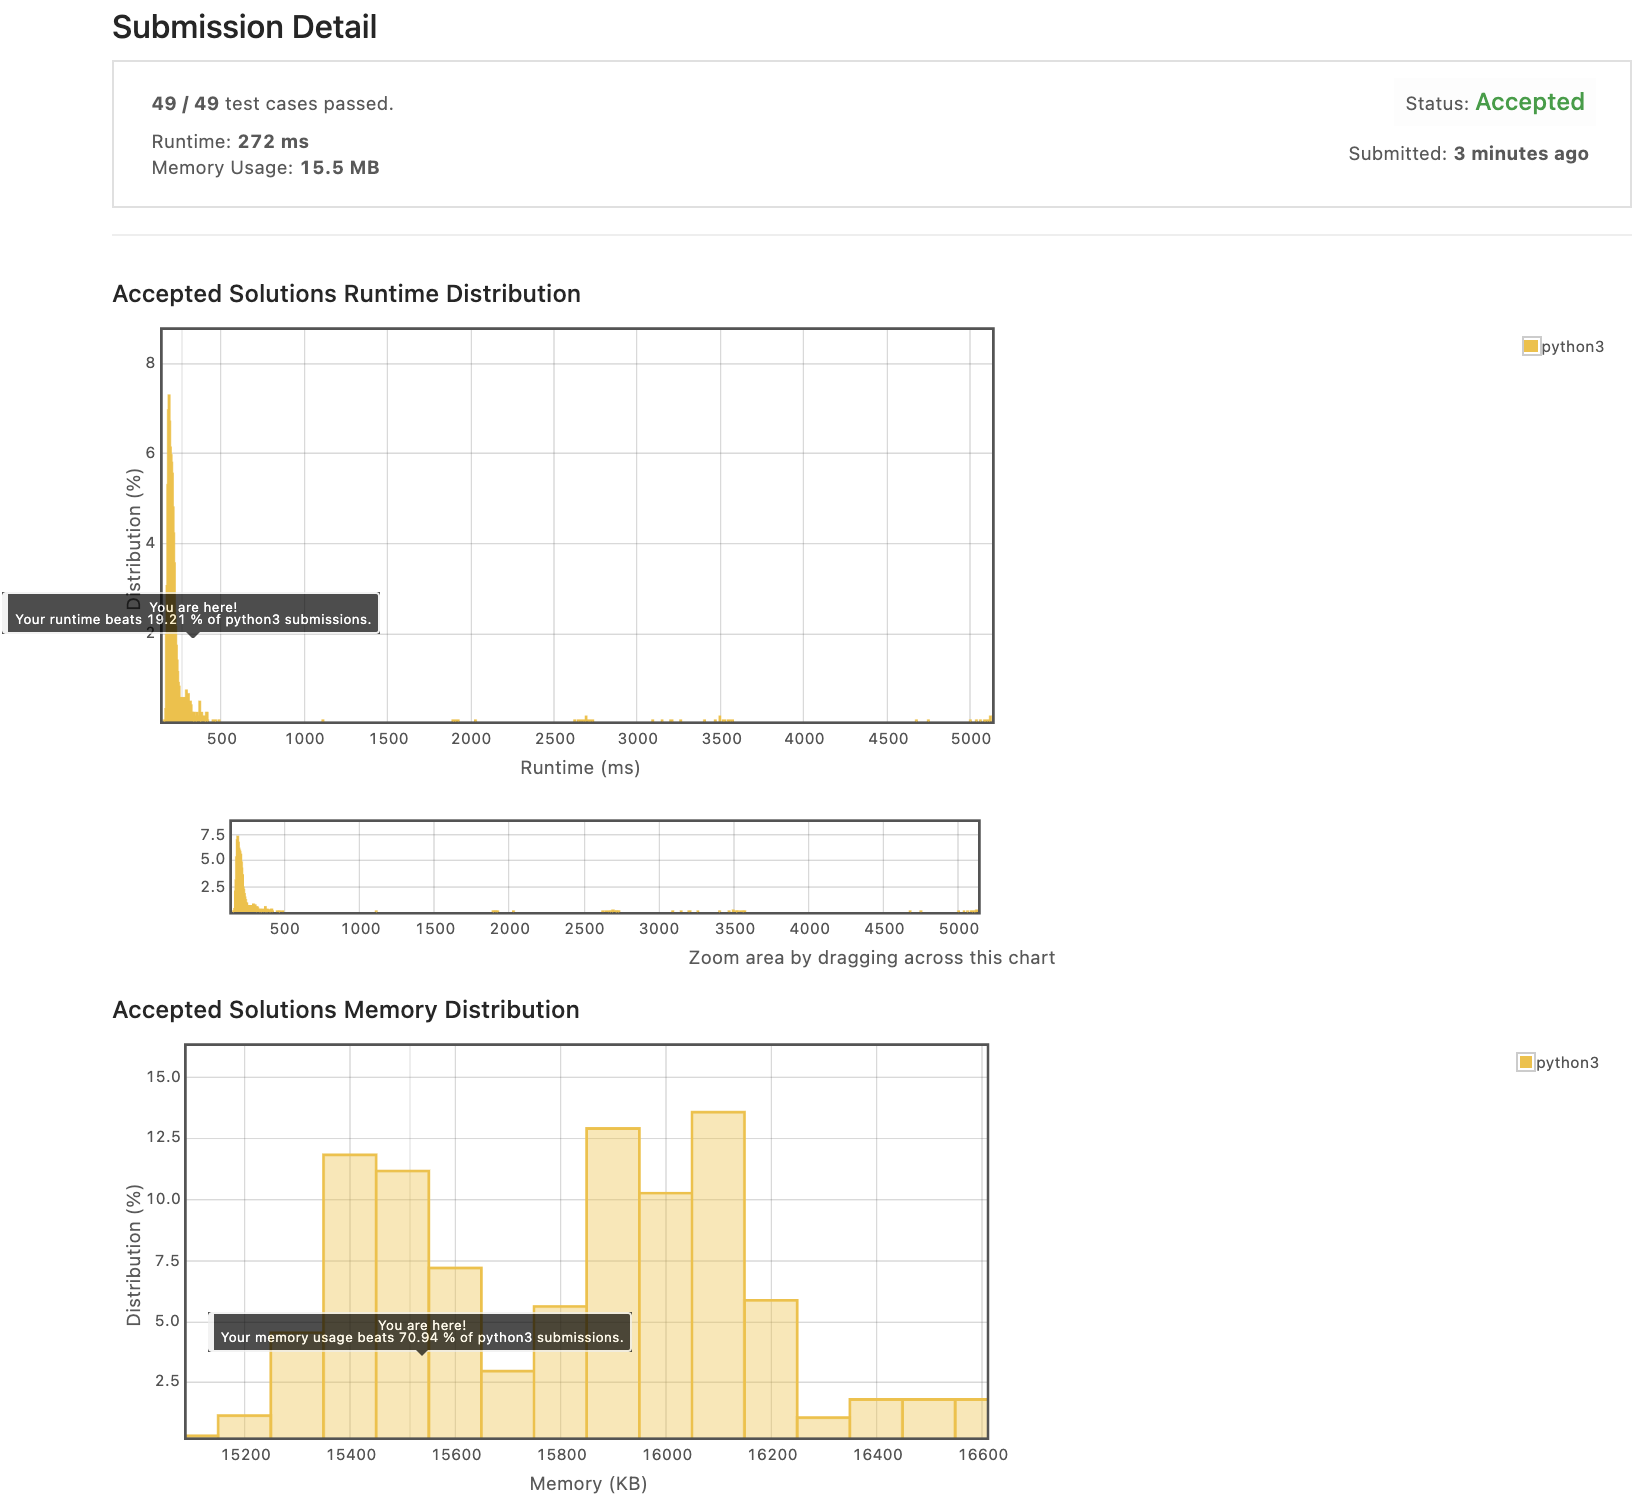 Submission Detail
49 / 49 test cases passed.
Status: Accepted
Runtime: 272 ms
Memory Usage: 15.5 MB
Submitted: 3 minutes ago
Accepted Solutions Runtime Distribution
python3
8
6
4
2
Distribution (%)
You are here!
Your runtime beats 19.21 % of python3 submissions.
500 1000 1500 2000 2500 3000 3500 4000 4500 5000
Runtime (ms)
7.5
5.0
2.5
500 1000 1500 2000 2500 3000 3500 4000 4500 5000
Zoom area by dragging across this chart
Accepted Solutions Memory Distribution
python3
15.0
12.5
10.0
7.5
5.0
2.5
Distribution (%)
You are here!
Your memory usage beats 70.94 % of python3 submissions.
15200 15400 15600 15800 16000 16200 16400 16600
Memory (KB)